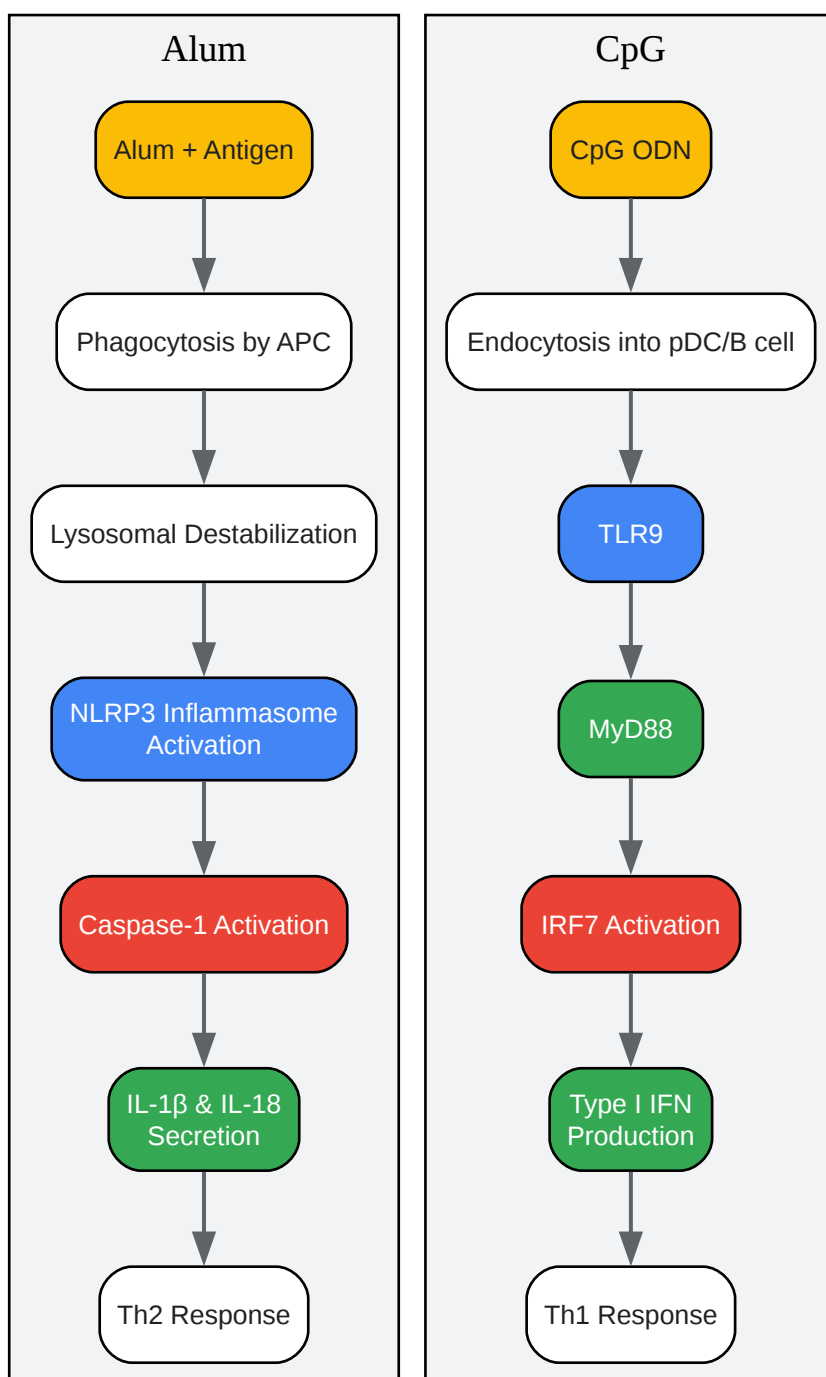 Alum
Alum + Antigen
Phagocytosis by APC
Lysosomal Destabilization
NLRP3 Inflammasome
Activation
Caspase-1 Activation
IL-1β & IL-18
Secretion
Th2 Response
CpG
CpG ODN
Endocytosis into pDC/B cell
TLR9
MyD88
IRF7 Activation
Type I IFN
Production
Th1 Response